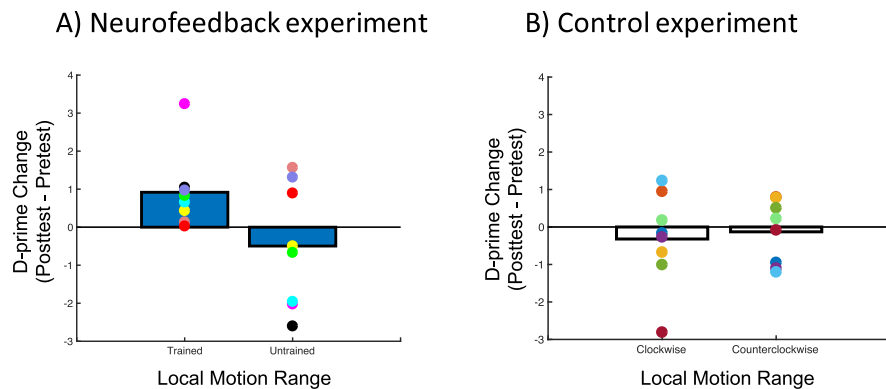 A) Neurofeedback experiment
B) Control experiment
D-prime Change
(Posttest - Pretest)
4
3
2
1
0
-1
-2
-3
Trained
Untrained
Local Motion Range
D-prime Change
(Posttest - Pretest)
4
3
2
1
0
-1
-2
-3
Clockwise
Counterclockwise
Local Motion Range